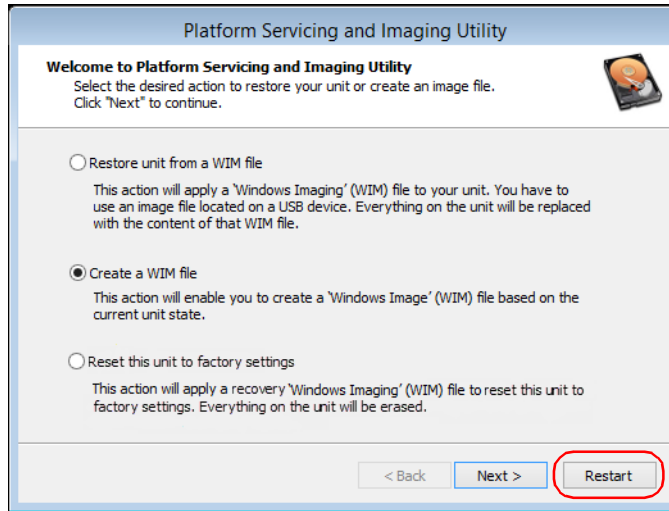 Platform Servicing and Imaging Utility
Welcome to Platform Servicing and Imaging Utility
Select the desired action to restore your unit or create an image file.
Click "Next" to continue.
Restore unit from a WIM file
This action will apply a 'Windows Imaging' (WIM) file to your unit. You have to
use an image file located on a USB device. Everything on the unit will be replaced
with the content of that WIM file.
Create a WIM file
This action will enable you to create a 'Windows Image' (WIM) file based on the
current unit state.
Reset this unit to factory settings
This action will apply a recovery 'Windows Imaging' (WIM) file to reset this unit to
factory settings. Everything on the unit will be erased.
< Back Next > Restart